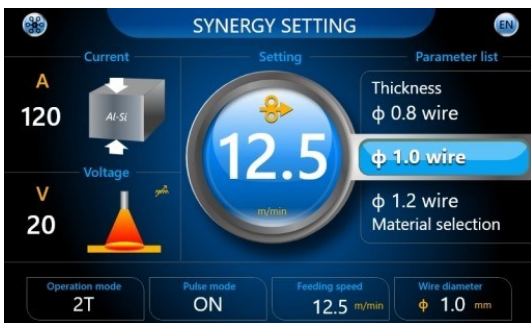 SYNERGY SETTING
EN
Current
A
120
Al-Si
Voltage
V
20
Setting
12.5
m/min
Parameter list
Thickness
ϕ 0.8 wire
ϕ 1.0 wire
ϕ 1.2 wire
Material selection
Operation mode
2T
Pulse mode
ON
Feeding speed
12.5 m/min
Wire diameter
ϕ 1.0 mm